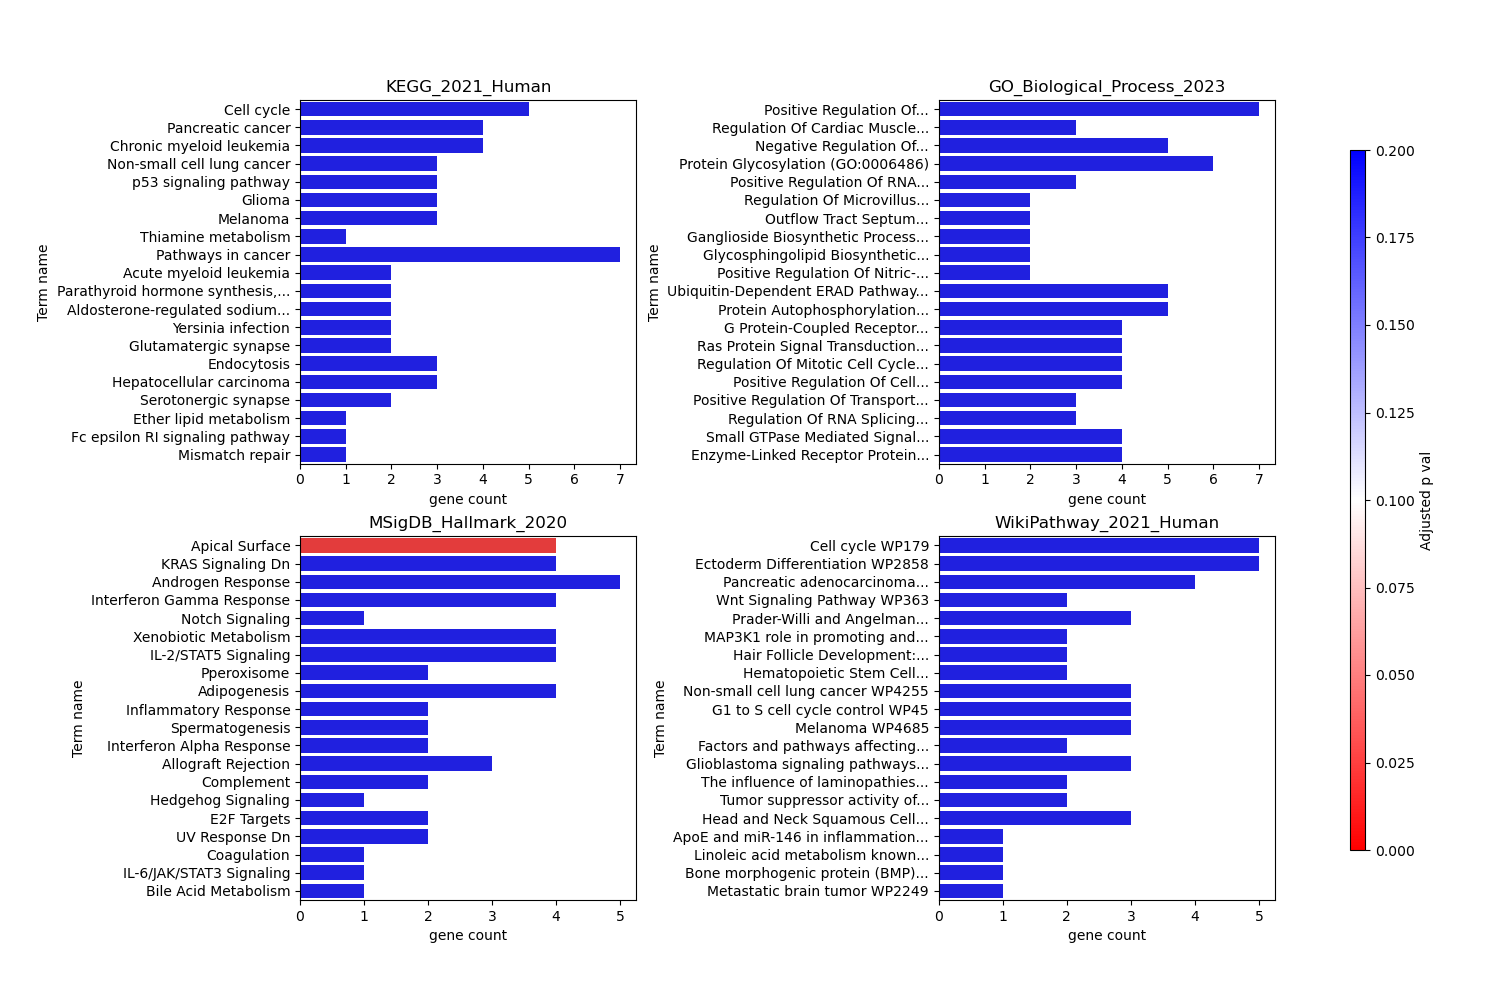 KEGG_2021_Human
Term name
Cell cycle
Pancreatic cancer
Chronic myeloid leukemia
Non-small cell lung cancer
p53 signaling pathway
Glioma
Melanoma
Thiamine metabolism
Pathways in cancer
Acute myeloid leukemia
Parathyroid hormone synthesis,...
Aldosterone-regulated sodium...
Yersinia infection
Glutamatergic synapse
Endocytosis
Hepatocellular carcinoma
Serotonergic synapse
Ether lipid metabolism
Fc epsilon RI signaling pathway
Mismatch repair
0 1 2 3 4 5 6 7
gene count
GO_Biological_Process_2023
Term name
Positive Regulation Of...
Regulation Of Cardiac Muscle...
Negative Regulation Of...
Protein Glycosylation (GO:0006486)
Positive Regulation Of RNA...
Regulation Of Microvillus...
Outflow Tract Septum...
Ganglioside Biosynthetic Process...
Glycosphingolipid Biosynthetic...
Positive Regulation Of Nitric-...
Ubiquitin-Dependent ERAD Pathway...
Protein Autophosphorylation...
G Protein-Coupled Receptor...
Ras Protein Signal Transduction...
Regulation Of Mitotic Cell Cycle...
Positive Regulation Of Cell...
Positive Regulation Of Transport...
Regulation Of RNA Splicing...
Small GTPase Mediated Signal...
Enzyme-Linked Receptor Protein...
0 1 2 3 4 5 6 7
gene count
MSigDB_Hallmark_2020
Term name
Apical Surface
KRAS Signaling Dn
Androgen Response
Interferon Gamma Response
Notch Signaling
Xenobiotic Metabolism
IL-2/STAT5 Signaling
Pperoxisome
Adipogenesis
Inflammatory Response
Spermatogenesis
Interferon Alpha Response
Allograft Rejection
Complement
Hedgehog Signaling
E2F Targets
UV Response Dn
Coagulation
IL-6/JAK/STAT3 Signaling
Bile Acid Metabolism
0 1 2 3 4 5
gene count
WikiPathway_2021_Human
Term name
Cell cycle WP179
Ectoderm Differentiation WP2858
Pancreatic adenocarcinoma...
Wnt Signaling Pathway WP363
Prader-Willi and Angelman...
MAP3K1 role in promoting and...
Hair Follicle Development:...
Hematopoietic Stem Cell...
Non-small cell lung cancer WP4255
G1 to S cell cycle control WP45
Melanoma WP4685
Factors and pathways affecting...
Glioblastoma signaling pathways...
The influence of laminopathies...
Tumor suppressor activity of...
Head and Neck Squamous Cell...
ApoE and miR-146 in inflammation...
Linoleic acid metabolism known...
Bone morphogenic protein (BMP)...
Metastatic brain tumor WP2249
0 1 2 3 4 5
gene count
0.200
0.175
0.150
0.125
0.100
0.075
0.050
0.025
0.000
Adjusted p val